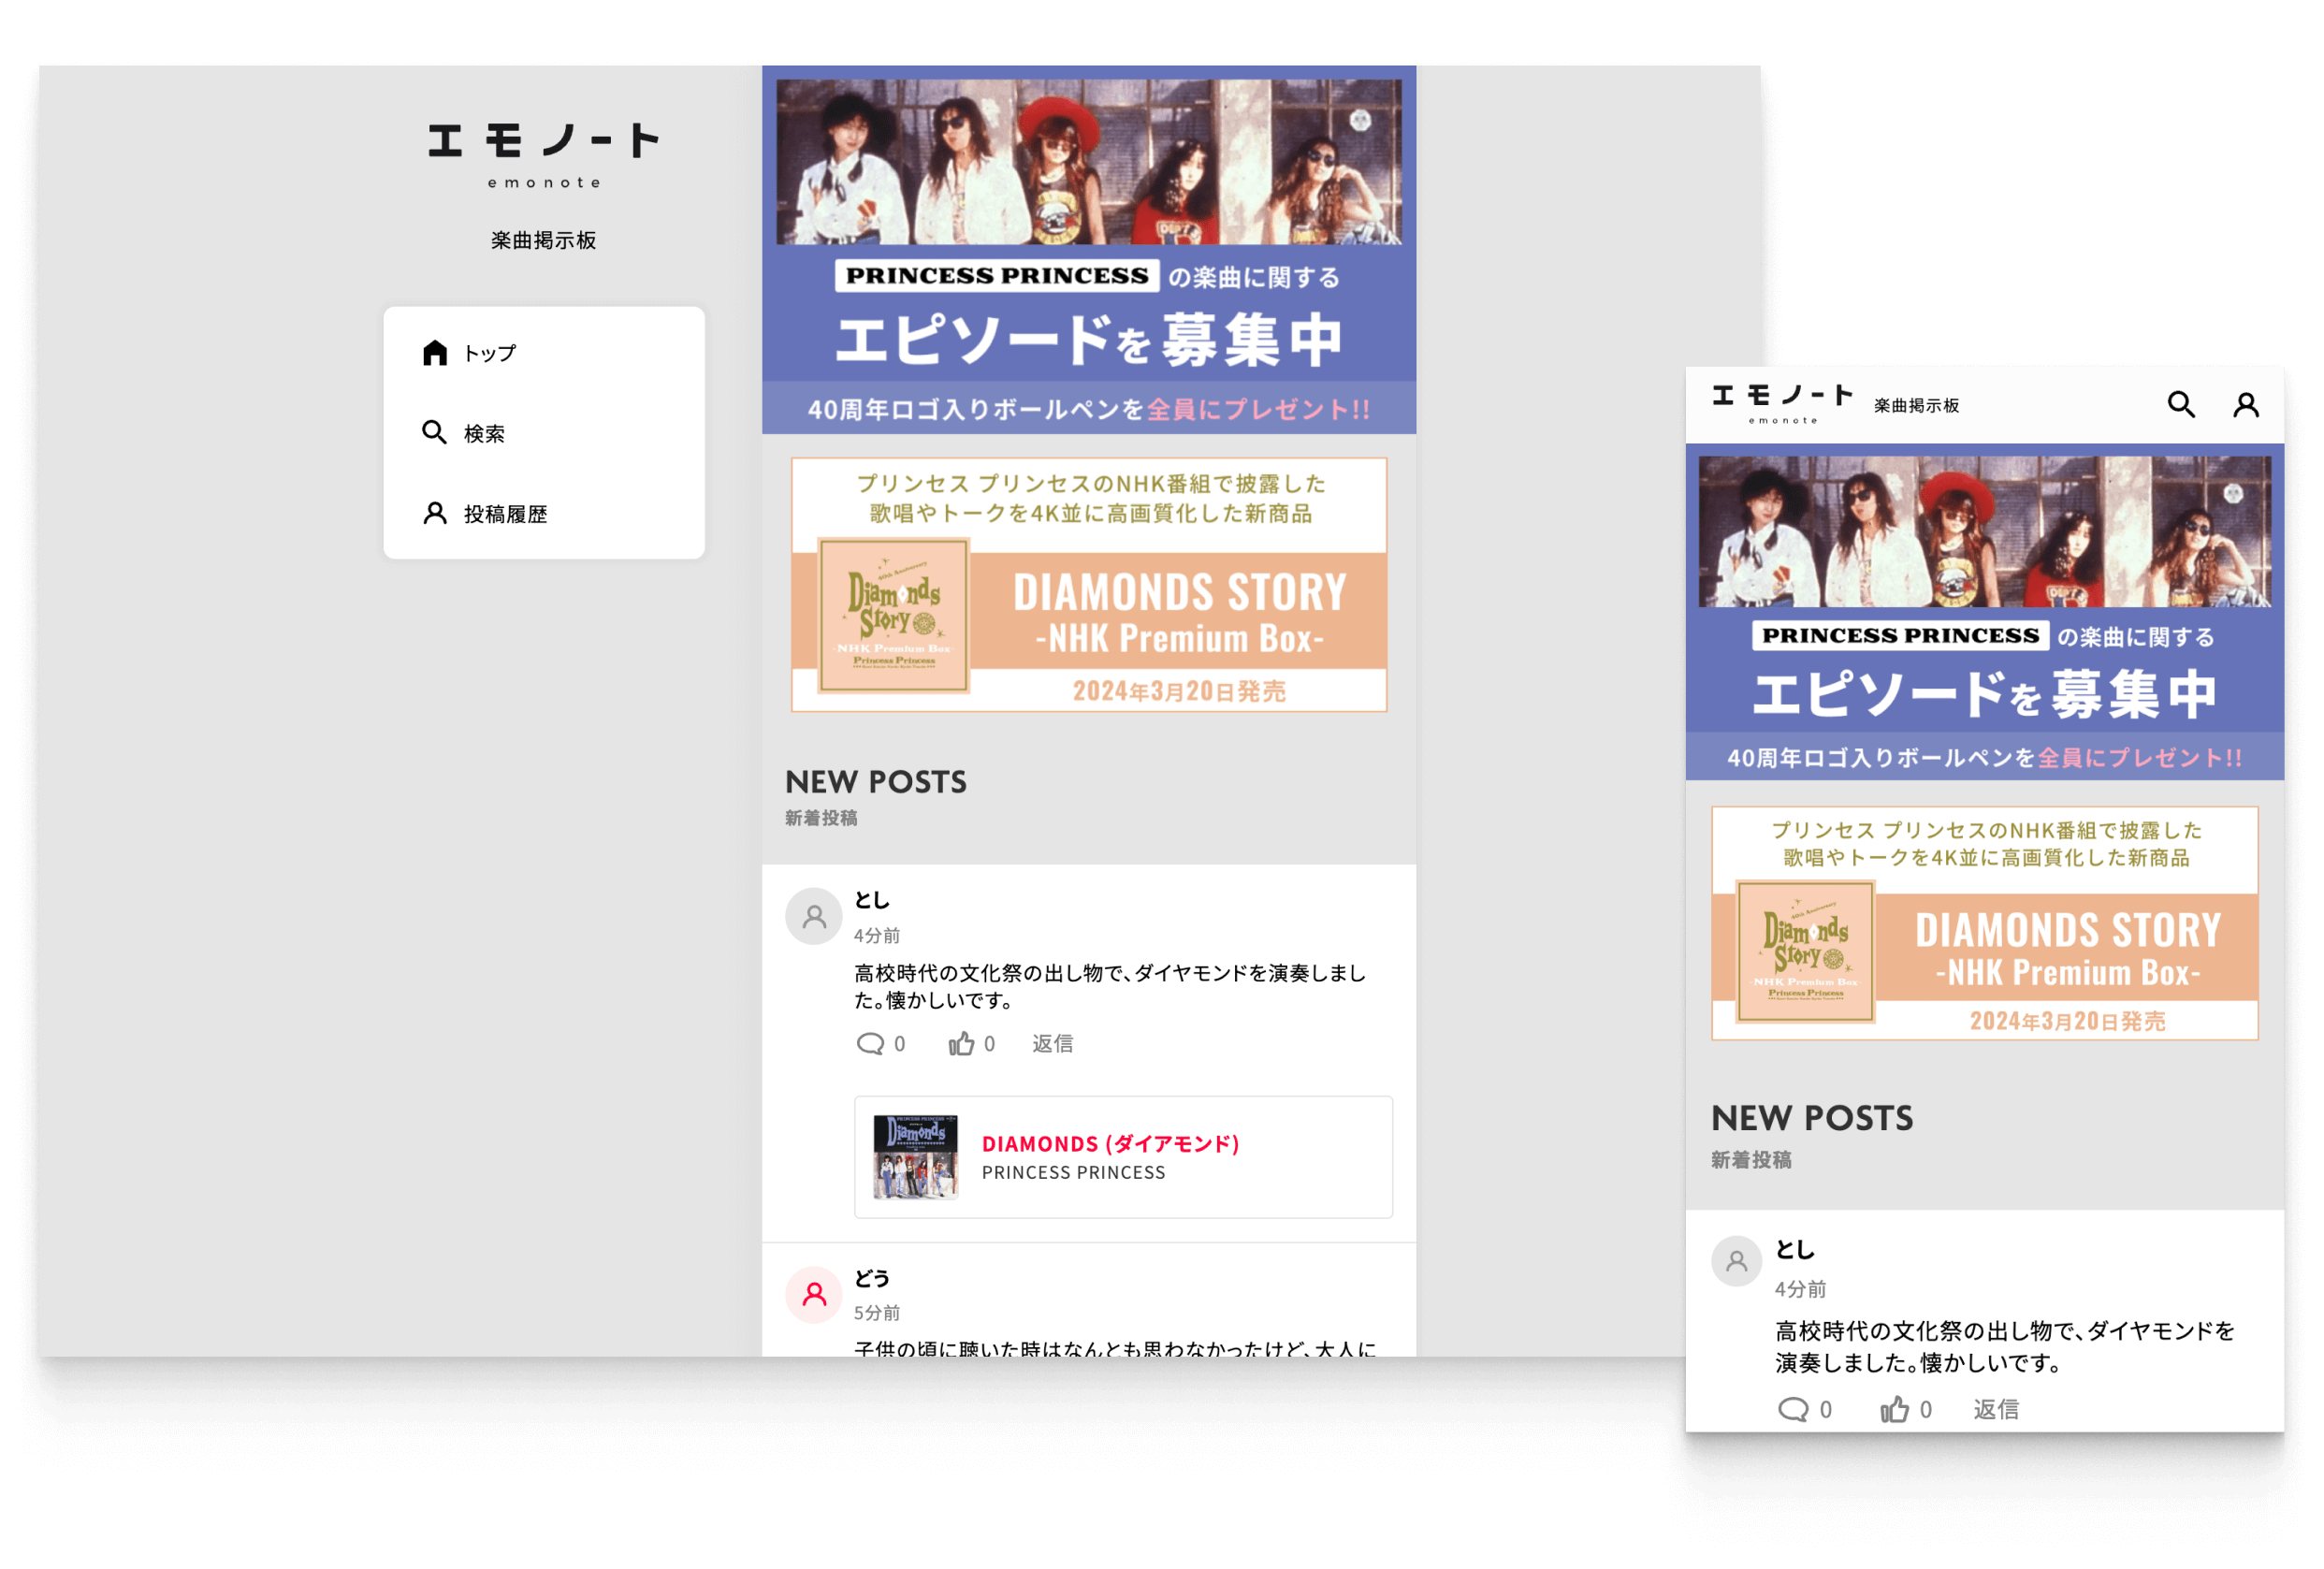 エモノート
emonote
楽曲掲示板
トップ
検索
投稿履歴
PRINCESS PRINCESS の楽曲に関する
エピソードを募集中
40周年ロゴ入りボールペンを全員にプレゼント!!
プリンセス プリンセスのNHK番組で披露した
歌唱やトークを4K並に高画質化した新商品
40th Anniversary
Diamonds
Story
-NHK Premium Box-
Princess Princess
DIAMONDS STORY
-NHK Premium Box-
2024年3月20日発売
NEW POSTS
新着投稿
とし
4分前
高校時代の文化祭の出し物で、ダイヤモンドを演奏しまし
た。懐かしいです。
0 0 返信
PRINCESS PRINCESS
Diamonds
DIAMONDS (ダイアモンド)
PRINCESS PRINCESS
どう
5分前
子供の頃に聴いた時はなんとも思わなかったけど、大人に
エモノート
emonote
楽曲掲示板
PRINCESS PRINCESS の楽曲に関する
エピソードを募集中
40周年ロゴ入りボールペンを全員にプレゼント!!
プリンセス プリンセスのNHK番組で披露した
歌唱やトークを4K並に高画質化した新商品
40th Anniversary
Diamonds
Story
-NHK Premium Box-
Princess Princess
DIAMONDS STORY
-NHK Premium Box-
2024年3月20日発売
NEW POSTS
新着投稿
とし
4分前
高校時代の文化祭の出し物で、ダイヤモンドを
演奏しました。懐かしいです。
0 0 返信